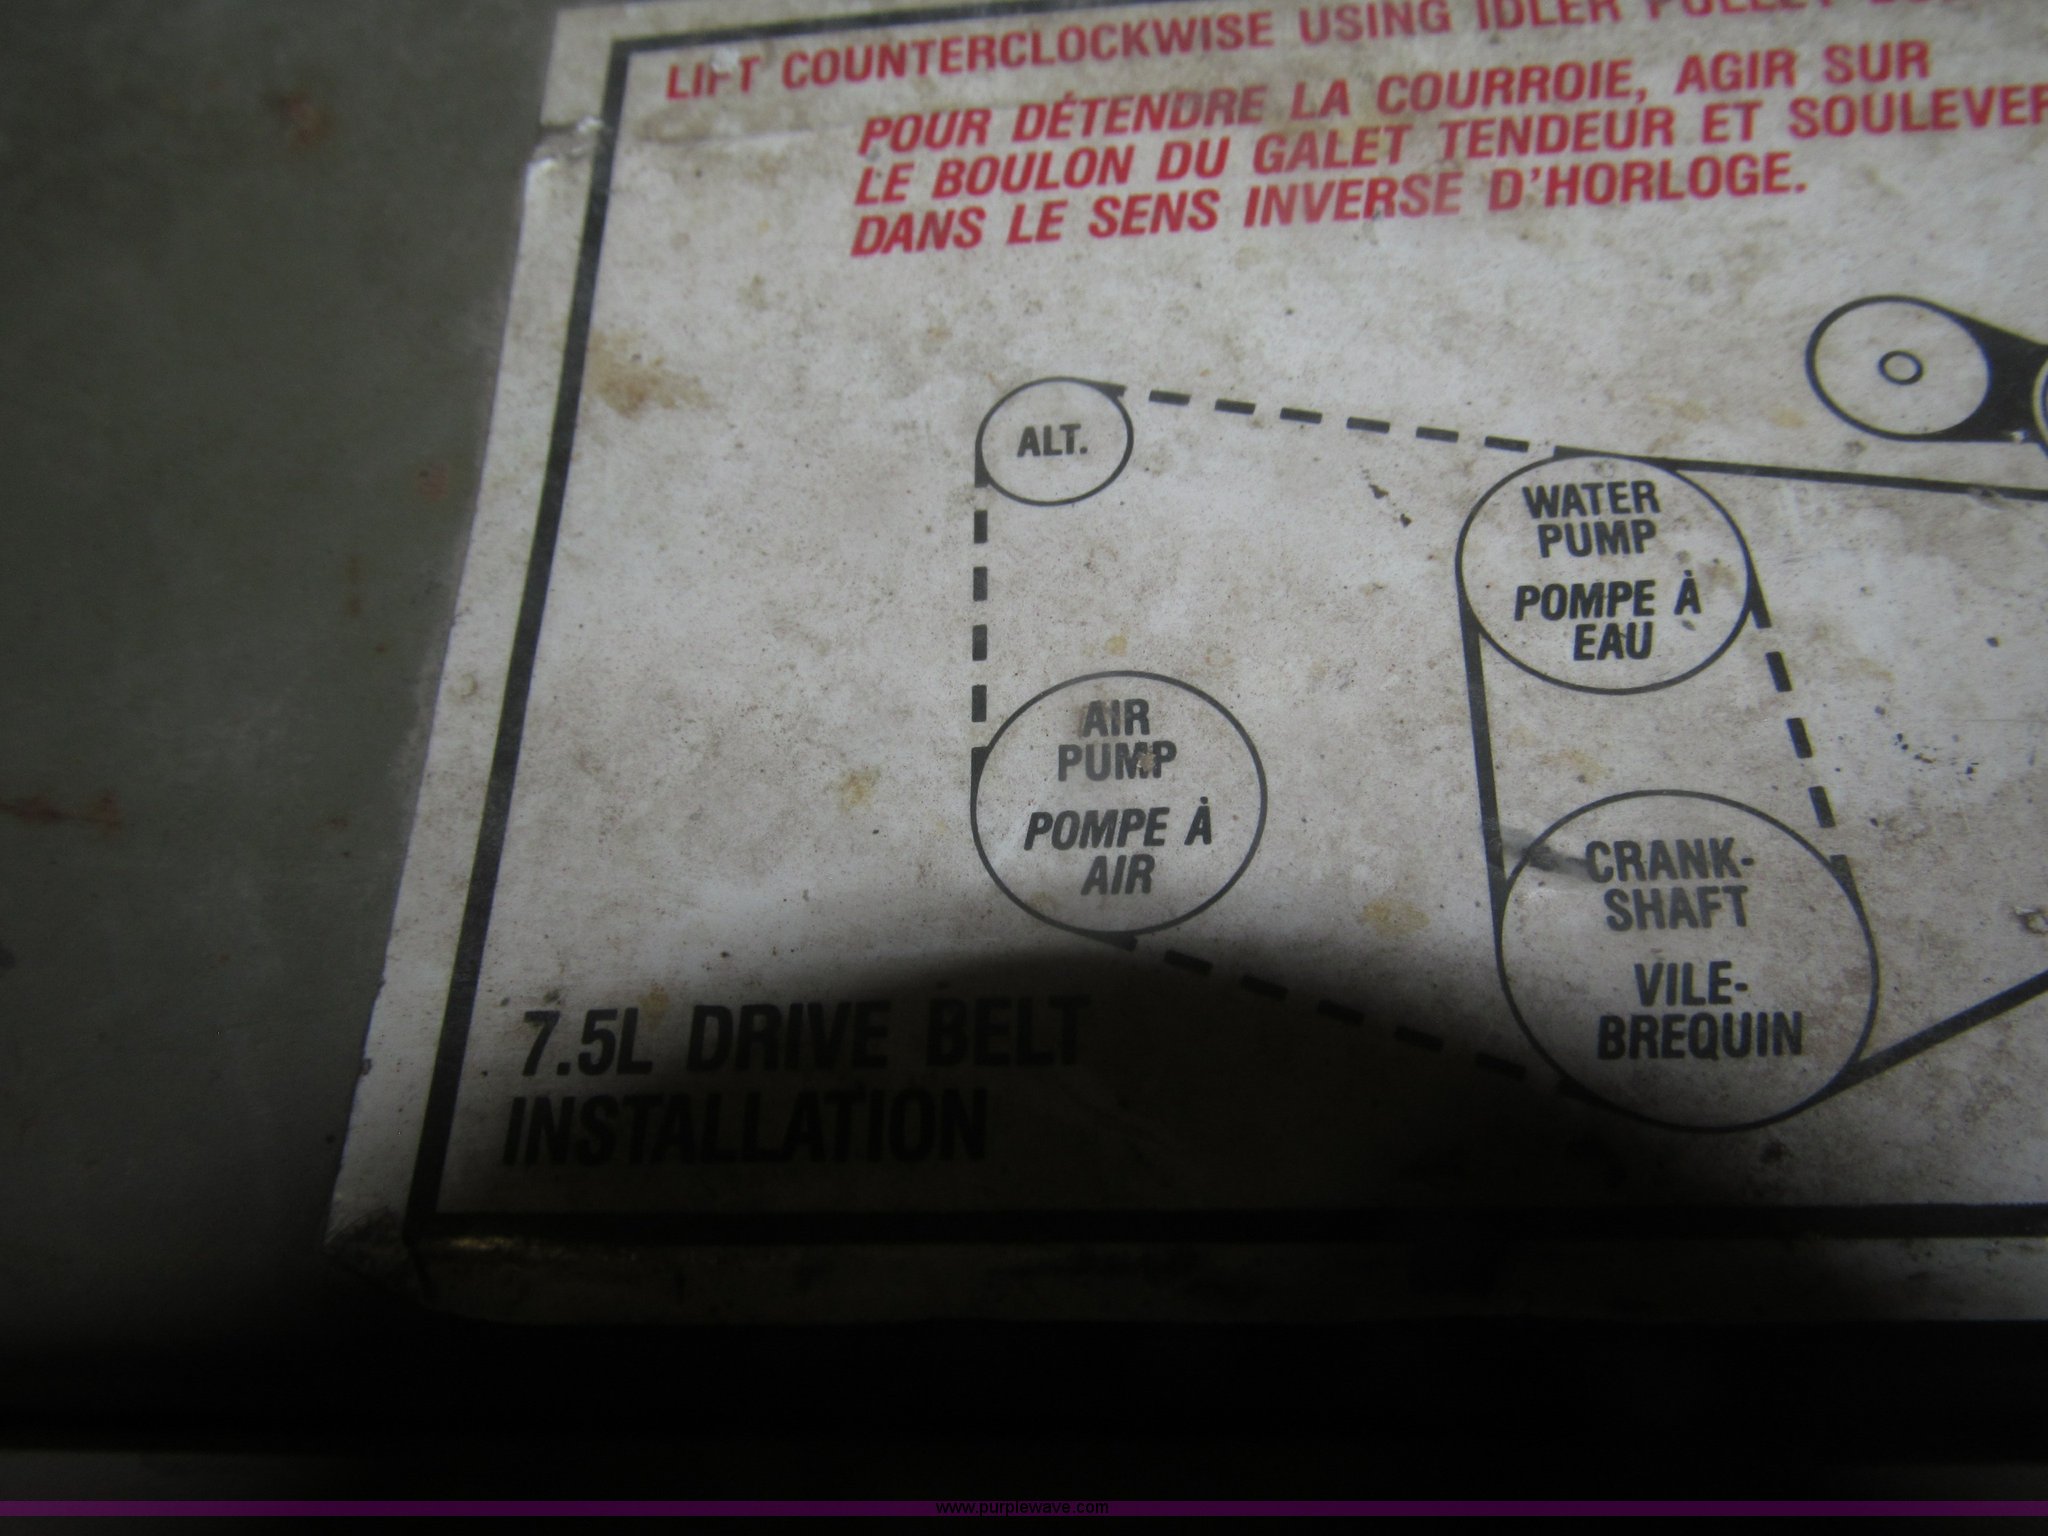 LIFT COUNTERCLOCKWISE USING IDLER PULLEY
POUR DÉTENDRE LA COURROIE, AGIR SUR
LE BOULON DU GALET TENDEUR ET SOULEVER
DANS LE SENS INVERSE D'HORLOGE.
ALT.
WATER
PUMP
POMPE À
EAU
AIR
PUMP
POMPE À
AIR
CRANK-
SHAFT
VILE-
BREQUIN
7.5L DRIVE BELT
INSTALLATION
www.purplewave.com